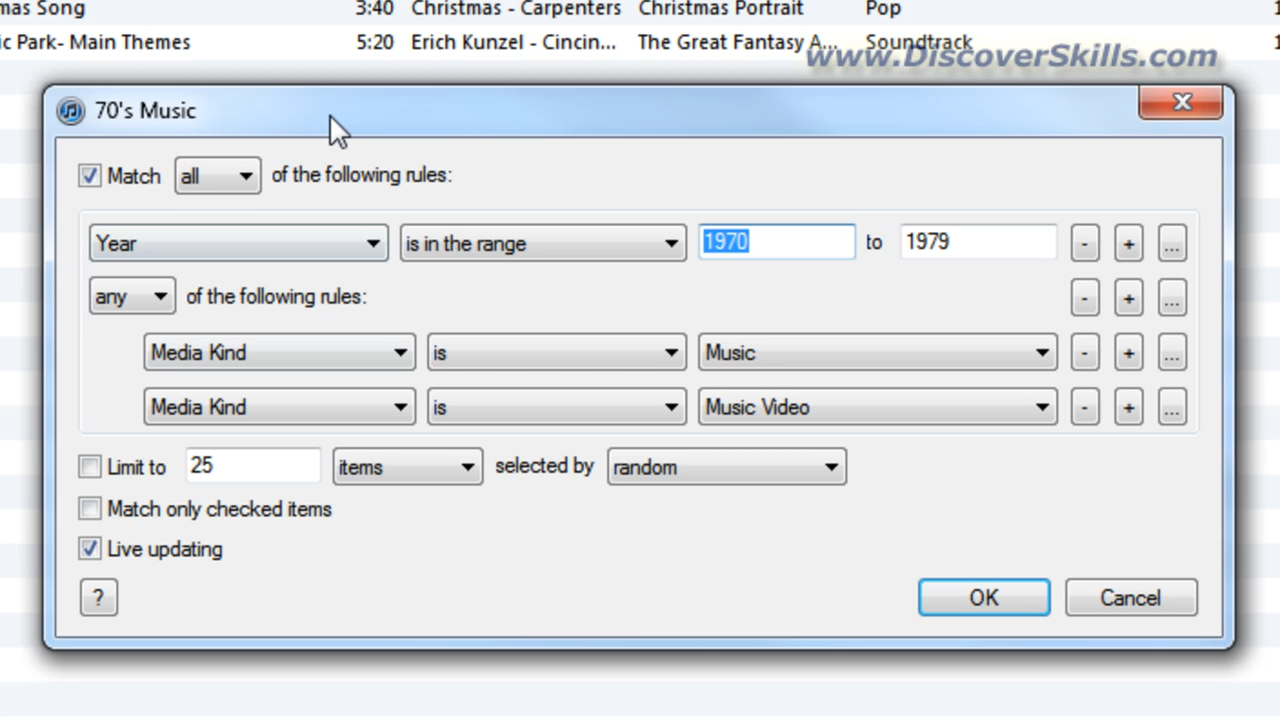 mas Song 3:40 Christmas - Carpenters Christmas Portrait Pop 1
ic Park- Main Themes 5:20 Erich Kunzel - Cincin... The Great Fantasy A... Soundtrack 1
www.DiscoverSkills.com
70's Music
Match all of the following rules:
Year is in the range 1970 to 1979 - + ...
any of the following rules: - + ...
Media Kind is Music - + ...
Media Kind is Music Video - + ...
Limit to 25 items selected by random
Match only checked items
Live updating
? OK Cancel